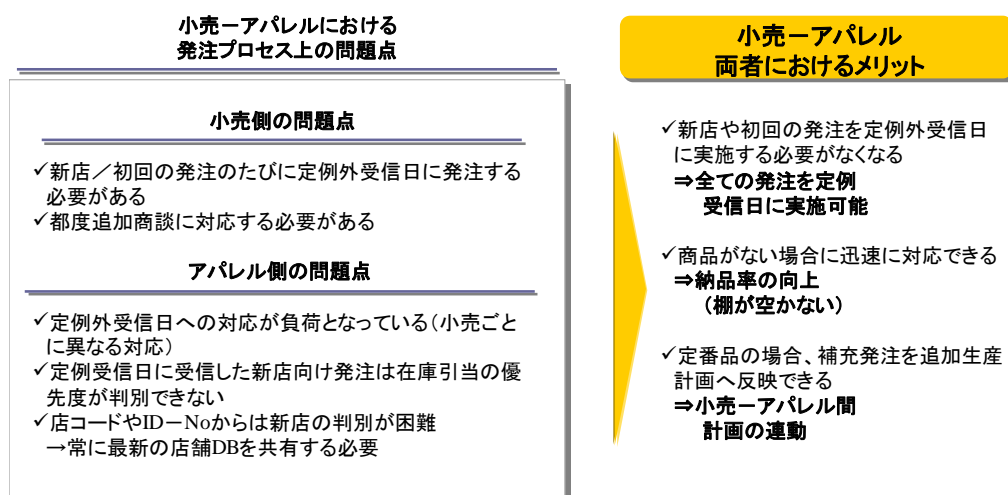 小売－アパレルにおける
発注プロセス上の問題点
小売側の問題点
✓新店／初回の発注のたびに定例外受信日に発注する
必要がある
✓都度追加商談に対応する必要がある
アパレル側の問題点
✓定例外受信日への対応が負荷となっている(小売ごと
に異なる対応)
✓定例受信日に受信した新店向け発注は在庫引当の優
先度が判別できない
✓店コードやID－Noからは新店の判別が困難
→常に最新の店舗DBを共有する必要
小売－アパレル
両者におけるメリット
✓新店や初回の発注を定例外受信日
に実施する必要がなくなる
⇒全ての発注を定例
受信日に実施可能
✓商品がない場合に迅速に対応できる
⇒納品率の向上
(棚が空かない)
✓定番品の場合、補充発注を追加生産
計画へ反映できる
⇒小売－アパレル間
計画の連動